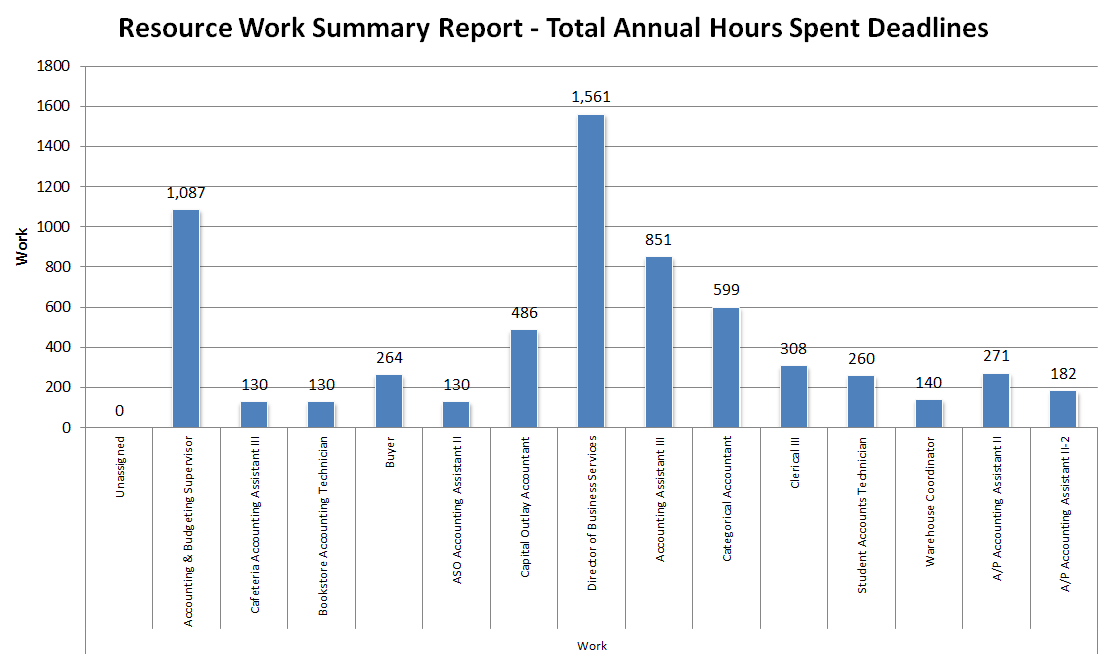 Resource Work Summary Report - Total Annual Hours Spent Deadlines
1800
1600
1400
1200
1000
800
600
400
200
0
Work
0
1,087
130
130
264
130
486
1,561
851
599
308
260
140
271
182
Unassigned
Accounting & Budgeting Supervisor
Cafeteria Accounting Assistant III
Bookstore Accounting Technician
Buyer
ASO Accounting Assistant II
Capital Outlay Accountant
Director of Business Services
Accounting Assistant III
Categorical Accountant
Clerical III
Student Accounts Technician
Warehouse Coordinator
A/P Accounting Assistant II
A/P Accounting Assistant II-2
Work